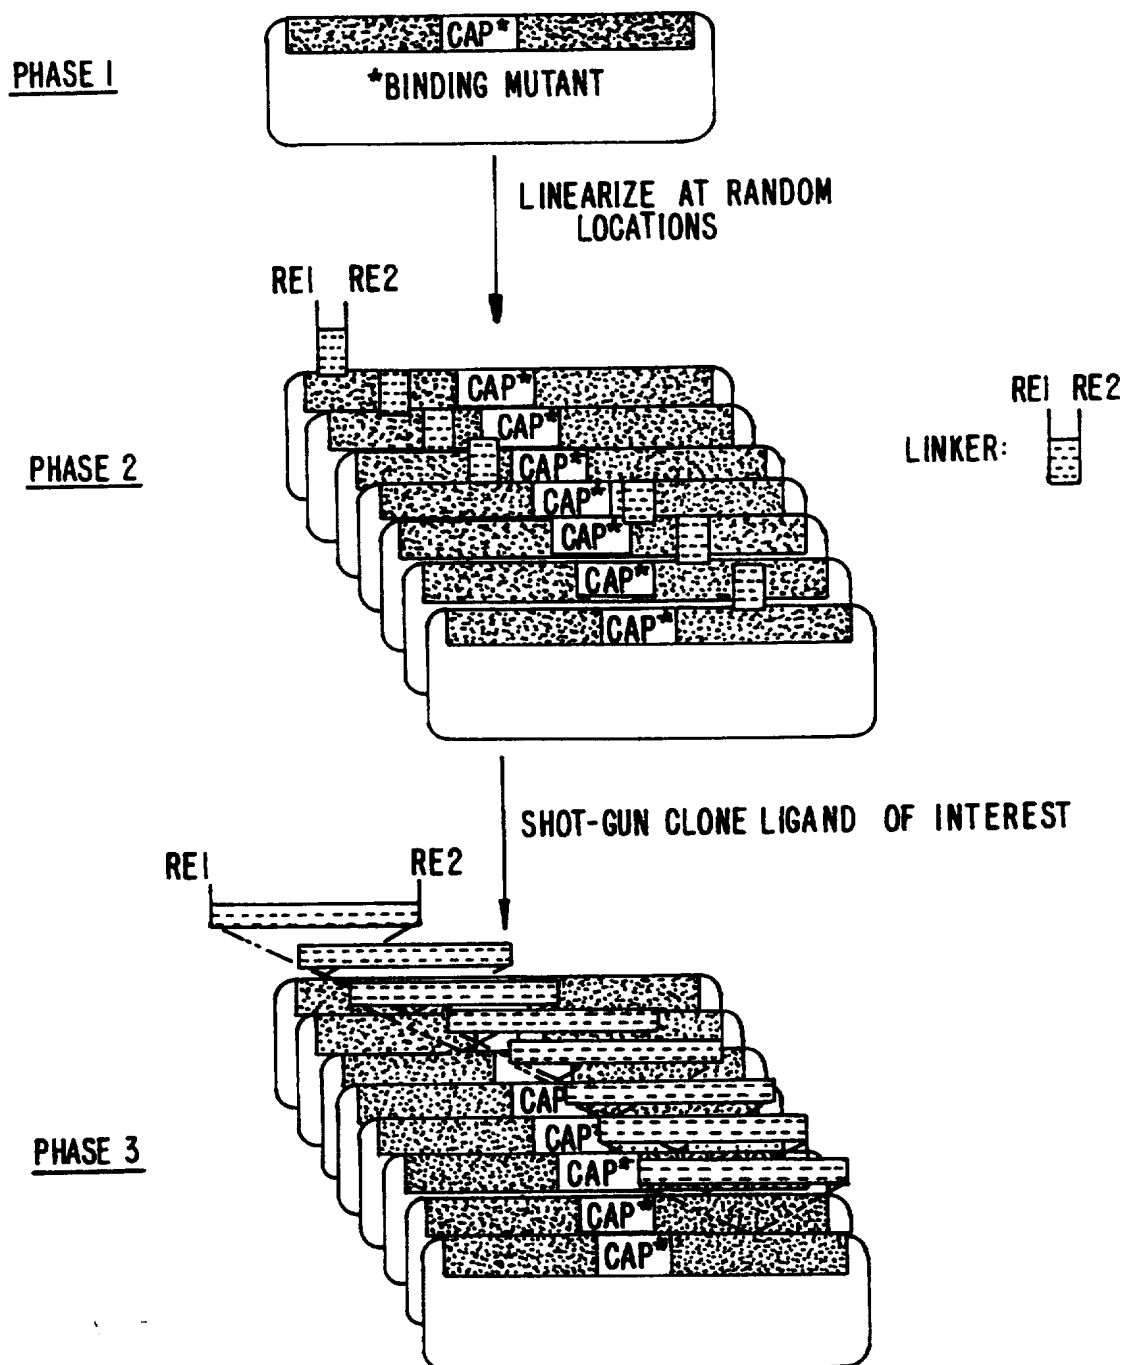 CAP*
PHASE 1
*BINDING MUTANT
LINEARIZE AT RANDOM
LOCATIONS
RE1 RE2
CAP*
RE1 RE2
CAP*
LINKER:
PHASE 2
CAP*
CAP*
CAP*
CAP*
CAP*
SHOT-GUN CLONE LIGAND OF INTEREST
RE1 RE2
CAP
CAP*
PHASE 3
CAP*
CAP*
CAP*